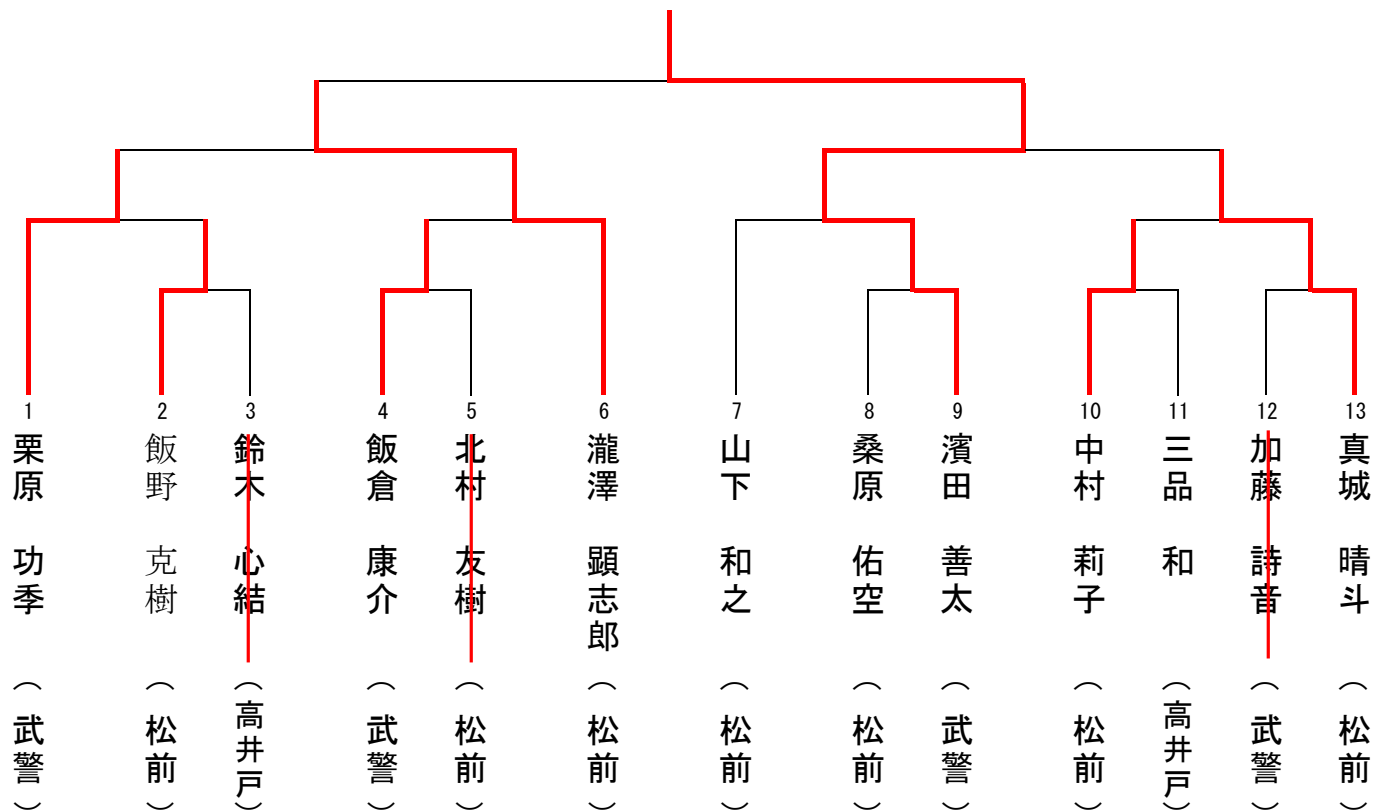 1
栗原 功季 （武警）
2
飯野 克樹 （松前）
3
鈴木 心結 （高井戸）
4
飯倉 康介 （武警）
5
北村 友樹 （松前）
6
瀧澤 顕志郎 （松前）
7
山下 和之 （松前）
8
桑原 佑空 （松前）
9
濱田 善太 （武警）
10
中村 莉子 （松前）
11
三品 和 （高井戸）
12
加藤 詩音 （武警）
13
真城 晴斗 （松前）